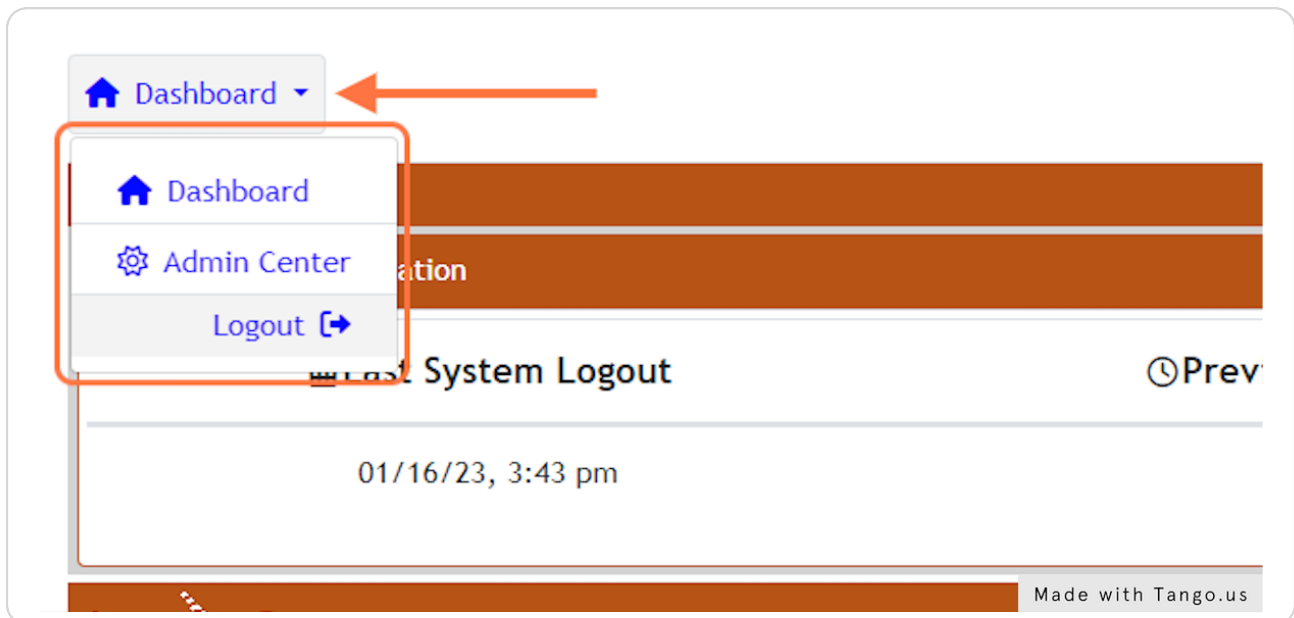 Dashboard
Dashboard
Admin Center
ation
Logout
Last System Logout
Prev
01/16/23, 3:43 pm
Made with Tango.us